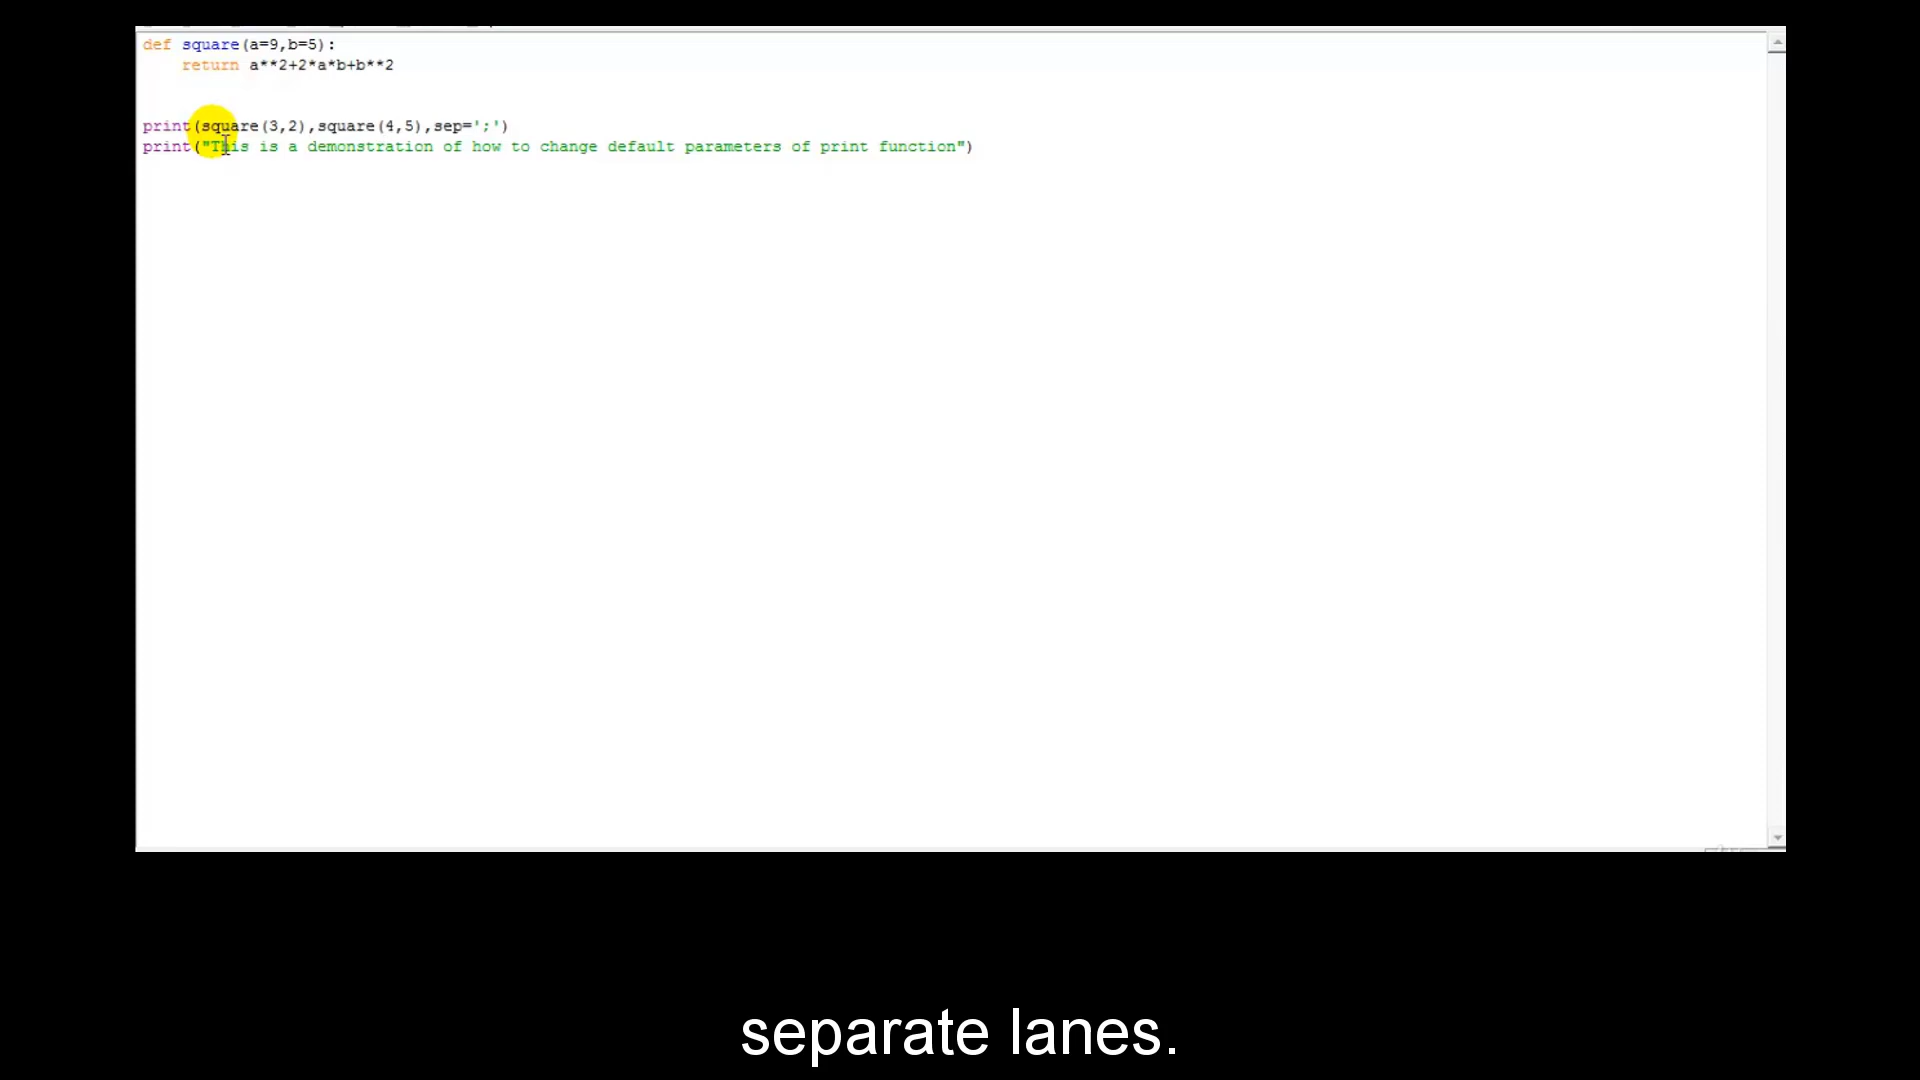 def square(a=9,b=5):
    return a**2+2*a*b+b**2
print(square(3,2),square(4,5),sep=';')
print("This is a demonstration of how to change default parameters of print function")
separate lanes.